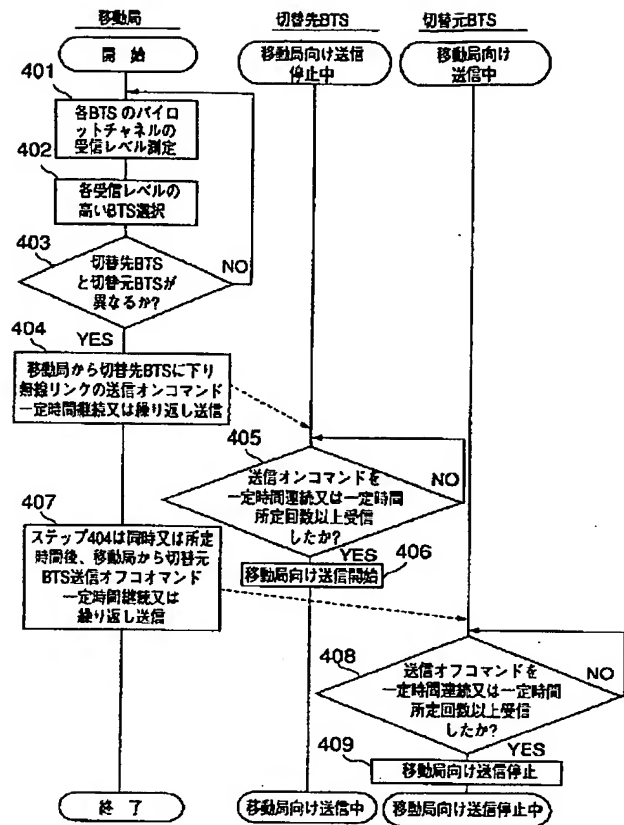 移動局
切替先BTS
切替元BTS
開 始
移動局向け送信
停止中
移動局向け
送信中
401
各BTSのパイロ
ットチャネルの
受信レベル測定
402
各受信レベルの
高いBTS選択
403
切替先BTS
と切替元BTSが
異なるか?
NO
YES
404
移動局から切替先BTSに下り
無線リンクの送信オンコマンド
一定時間継続又は繰り返し送信
405
送信オンコマンドを
一定時間連続又は一定時間
所定回数以上受信
したか?
NO
YES
406
移動局向け送信開始
407
ステップ404は同時又は所定
時間後、移動局から切替元
BTS送信オフコオマンド
一定時間継続又は
繰り返し送信
408
送信オフコマンドを
一定時間連続又は一定時間
所定回数以上受信
したか?
NO
YES
409
移動局向け送信停止
終 了
移動局向け送信中
移動局向け送信停止中